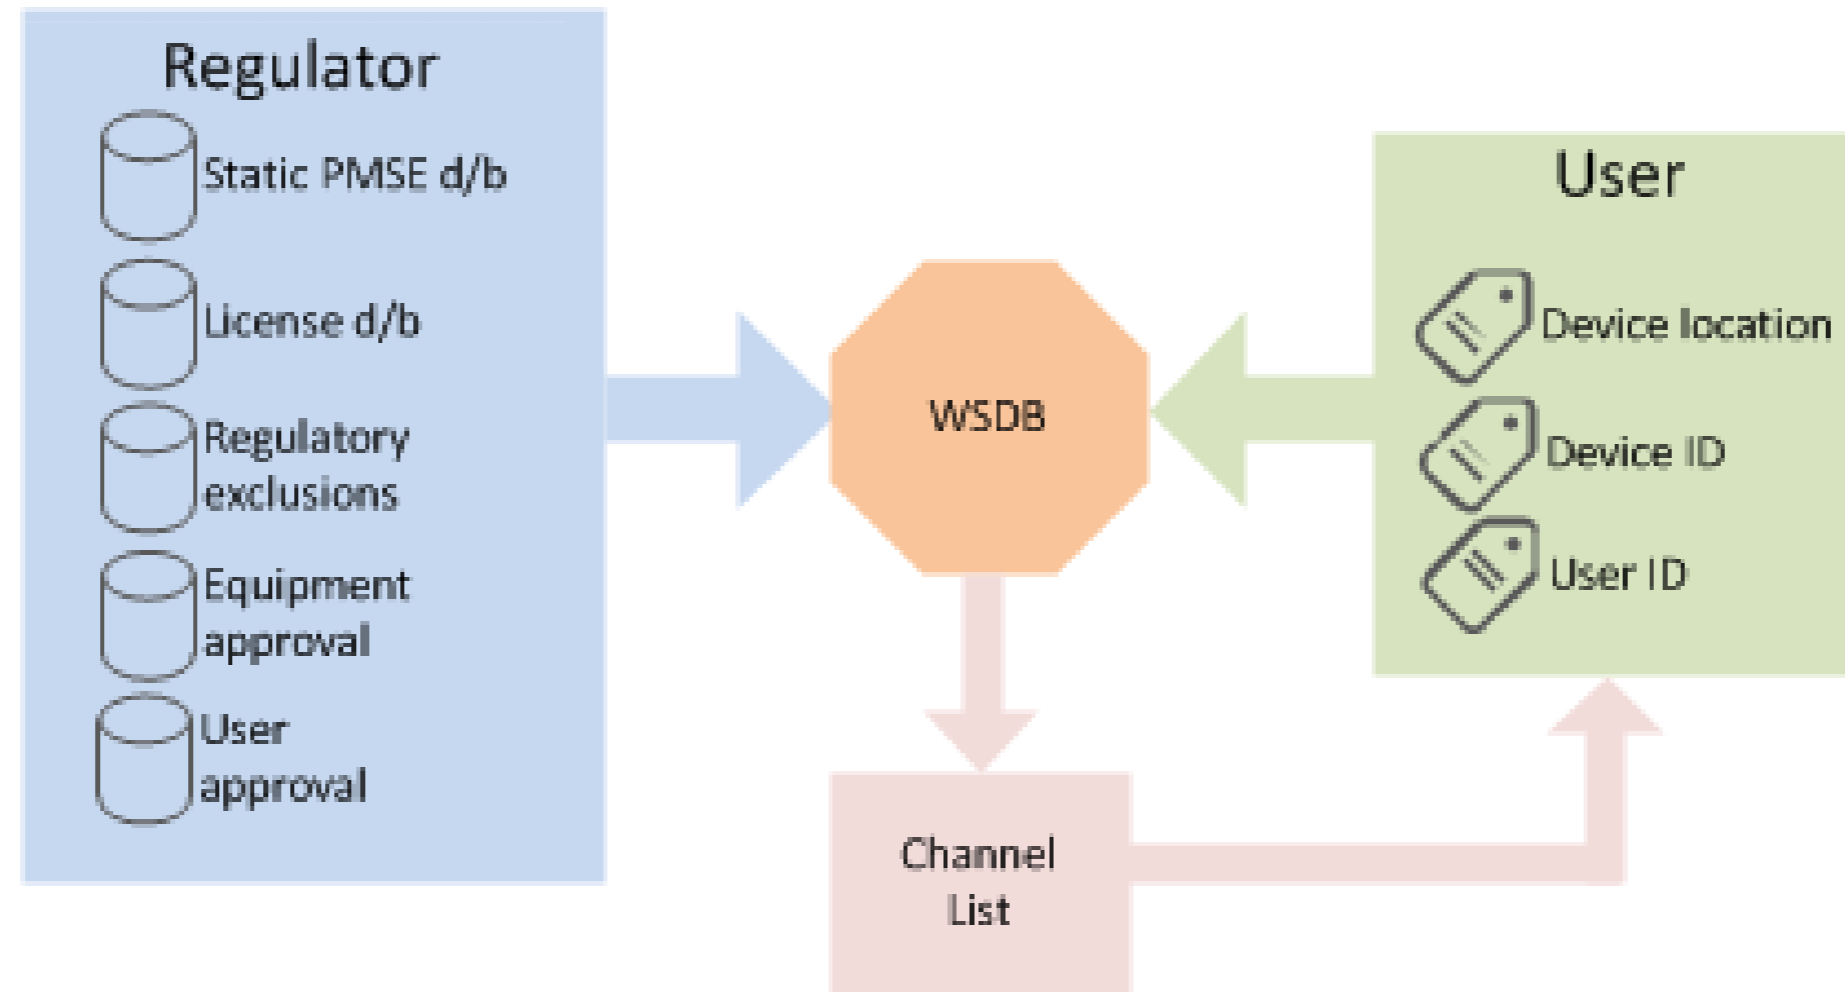 Regulator
Static PMSE d/b
License d/b
Regulatory
exclusions
Equipment
approval
User
approval
WSDB
User
Device location
Device ID
User ID
Channel
List